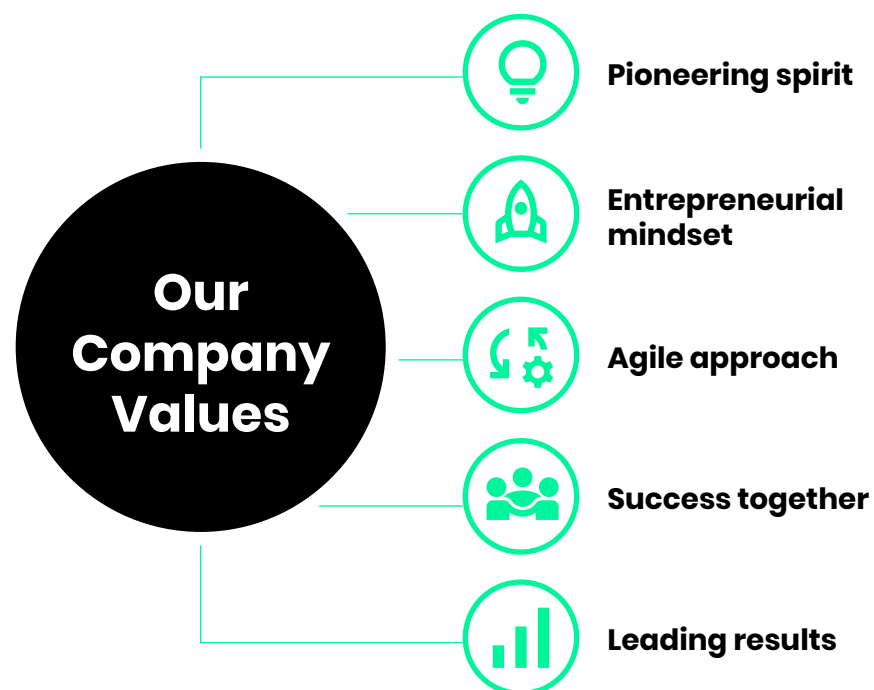 Our
Company
Values
Pioneering spirit
Entrepreneurial
mindset
Agile approach
Success together
Leading results